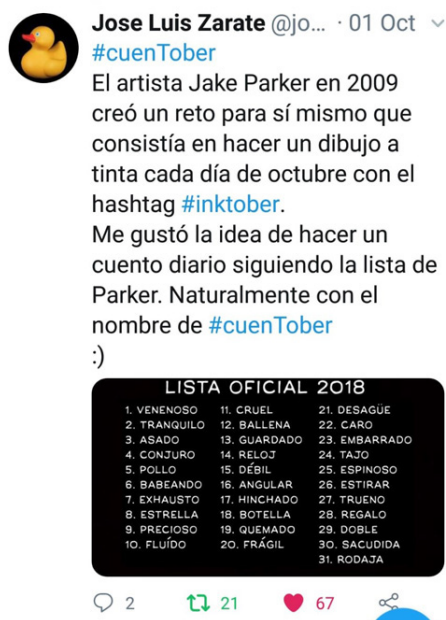 Jose Luis Zarate @jo... · 01 Oct
#cuenTober
El artista Jake Parker en 2009
creó un reto para sí mismo que
consistía en hacer un dibujo a
tinta cada día de octubre con el
hashtag #inktober.
Me gustó la idea de hacer un
cuento diario siguiendo la lista de
Parker. Naturalmente con el
nombre de #cuenTober
:)
LISTA OFICIAL 2018
1. VENENOSO
2. TRANQUILO
3. ASADO
4. CONJURO
5. POLLO
6. BABEANDO
7. EXHAUSTO
8. ESTRELLA
9. PRECIOSO
10. FLUÍDO
11. CRUEL
12. BALLENA
13. GUARDADO
14. RELOJ
15. DÉBIL
16. ANGULAR
17. HINCHADO
18. BOTELLA
19. QUEMADO
20. FRÁGIL
21. DESAGÜE
22. CARO
23. EMBARRADO
24. TAJO
25. ESPINOSO
26. ESTIRAR
27. TRUENO
28. REGALO
29. DOBLE
30. SACUDIDA
31. RODAJA
2 21 67